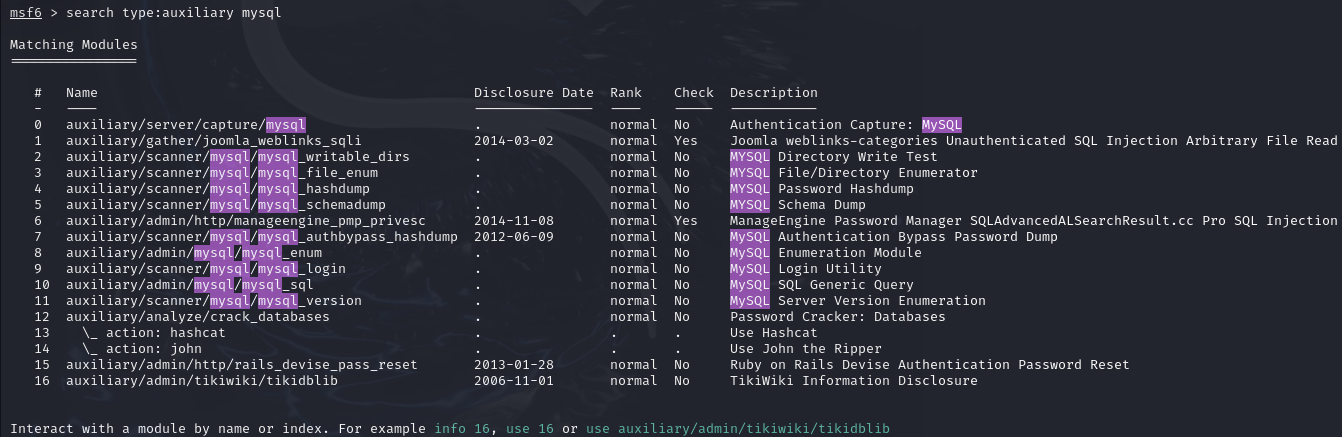 msf6 > search type:auxiliary mysql
Matching Modules
================
#   Name                                              Disclosure Date  Rank    Check  Description
-   ----                                              ---------------  ----    -----  -----------
0   auxiliary/server/capture/mysql                    .                normal  No     Authentication Capture: MySQL
1   auxiliary/gather/joomla_weblinks_sqli             2014-03-02       normal  Yes    Joomla weblinks-categories Unauthenticated SQL Injection Arbitrary File Read
2   auxiliary/scanner/mysql/mysql_writable_dirs       .                normal  No     MYSQL Directory Write Test
3   auxiliary/scanner/mysql/mysql_file_enum           .                normal  No     MYSQL File/Directory Enumerator
4   auxiliary/scanner/mysql/mysql_hashdump            .                normal  No     MYSQL Password Hashdump
5   auxiliary/scanner/mysql/mysql_schemadump          .                normal  No     MYSQL Schema Dump
6   auxiliary/admin/http/manageengine_pmp_privesc     2014-11-08       normal  Yes    ManageEngine Password Manager SQLAdvancedALSearchResult.cc Pro SQL Injection
7   auxiliary/scanner/mysql/mysql_authbypass_hashdump 2012-06-09       normal  No     MySQL Authentication Bypass Password Dump
8   auxiliary/admin/mysql/mysql_enum                  .                normal  No     MySQL Enumeration Module
9   auxiliary/scanner/mysql/mysql_login               .                normal  No     MySQL Login Utility
10  auxiliary/admin/mysql/mysql_sql                   .                normal  No     MySQL SQL Generic Query
11  auxiliary/scanner/mysql/mysql_version             .                normal  No     MySQL Server Version Enumeration
12  auxiliary/analyze/crack_databases                 .                normal  No     Password Cracker: Databases
13    \_ action: hashcat                              .                .       .      Use Hashcat
14    \_ action: john                                 .                .       .      Use John the Ripper
15  auxiliary/admin/http/rails_devise_pass_reset      2013-01-28       normal  No     Ruby on Rails Devise Authentication Password Reset
16  auxiliary/admin/tikiwiki/tikidblib                2006-11-01       normal  No     TikiWiki Information Disclosure
Interact with a module by name or index. For example info 16, use 16 or use auxiliary/admin/tikiwiki/tikidblib